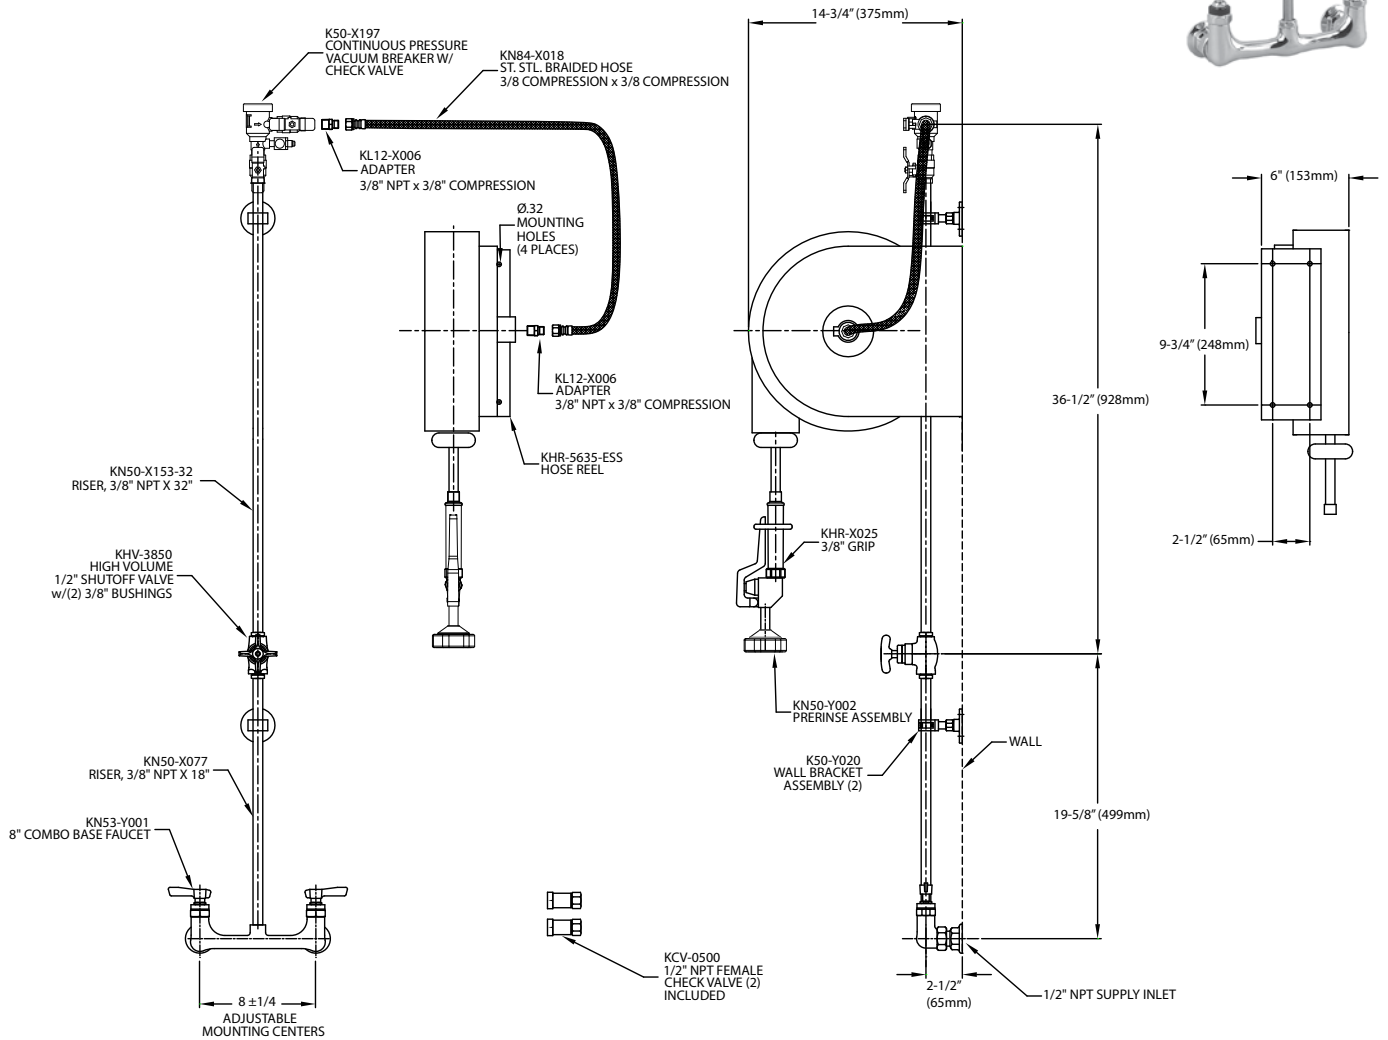 K50-X197
CONTINUOUS PRESSURE
VACUUM BREAKER W/
CHECK VALVE
KN84-X018
ST. STL. BRAIDED HOSE
3/8 COMPRESSION x 3/8 COMPRESSION
KL12-X006
ADAPTER
3/8" NPT x 3/8" COMPRESSION
Ø.32
MOUNTING
HOLES
(4 PLACES)
KL12-X006
ADAPTER
3/8" NPT x 3/8" COMPRESSION
KHR-5635-ESS
HOSE REEL
KN50-X153-32
RISER, 3/8" NPT X 32"
KHV-3850
HIGH VOLUME
1/2" SHUTOFF VALVE
w/(2) 3/8" BUSHINGS
KN50-X077
RISER, 3/8" NPT X 18"
KN53-Y001
8" COMBO BASE FAUCET
8 ±1/4
ADJUSTABLE
MOUNTING CENTERS
KCV-0500
1/2" NPT FEMALE
CHECK VALVE (2)
INCLUDED
14-3/4" (375mm)
KHR-X025
3/8" GRIP
KN50-Y002
PRERINSE ASSEMBLY
K50-Y020
WALL BRACKET
ASSEMBLY (2)
WALL
36-1/2" (928mm)
19-5/8" (499mm)
2-1/2"
(65mm)
1/2" NPT SUPPLY INLET
6" (153mm)
9-3/4" (248mm)
2-1/2" (65mm)